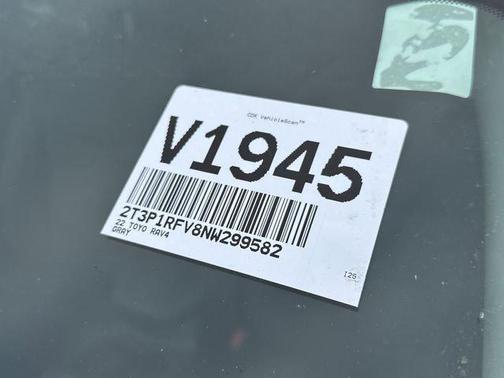 CDK VehicleScan™
V1945
2T3P1RFV8NW299582
22 TOYO RAV4
GRAY
I2S